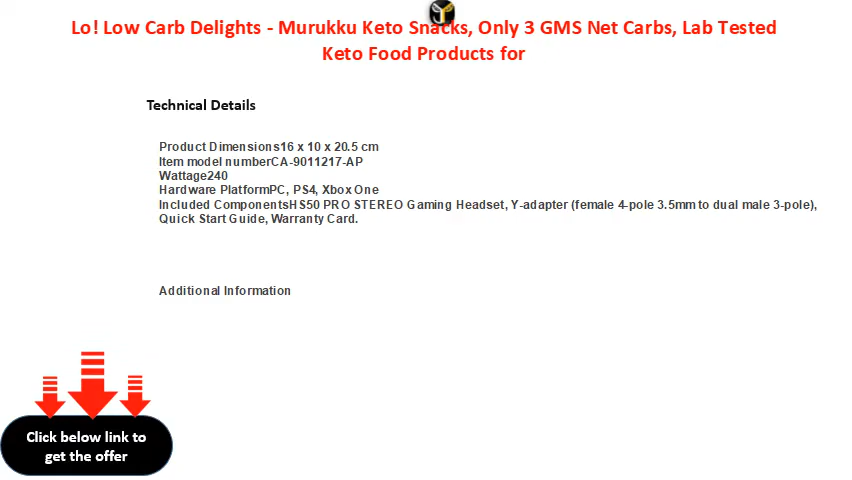 Lo! Low Carb Delights - Murukku Keto Snacks, Only 3 GMS Net Carbs, Lab Tested
Keto Food Products for
Technical Details
Product Dimensions16 x 10 x 20.5 cm
Item model numberCA-9011217-AP
Wattage240
Hardware PlatformPC, PS4, Xbox One
Included ComponentsHS50 PRO STEREO Gaming Headset, Y-adapter (female 4-pole 3.5mm to dual male 3-pole),
Quick Start Guide, Warranty Card.
Additional Information
Click below link to
get the offer